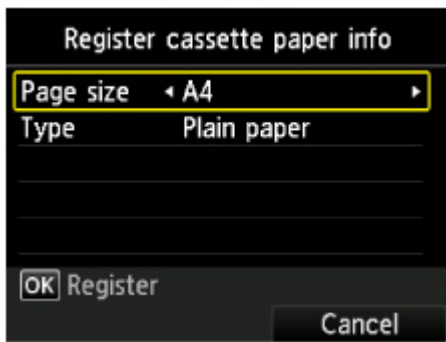 Register cassette paper info
Page size A4
Type Plain paper
OK Register
Cancel